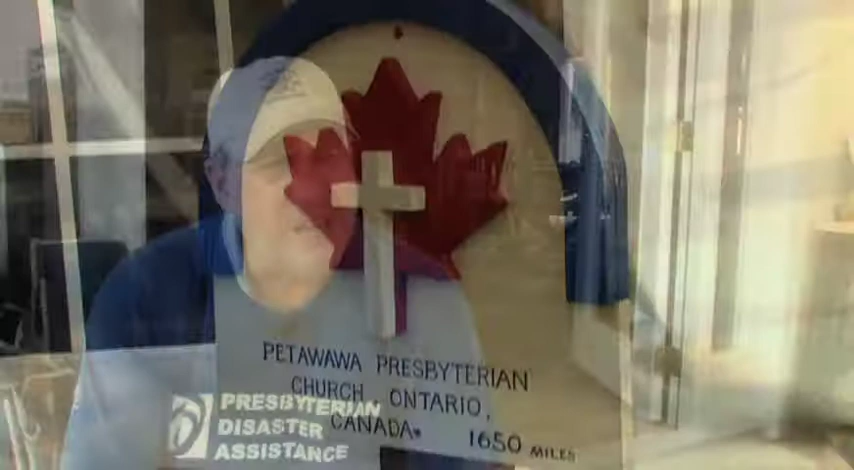 PETAWAWA PRESBYTERIAN
CHURCH, ONTARIO,
CANADA. 1650 MILES
PRESBYTERIAN
DISASTER
ASSISTANCE